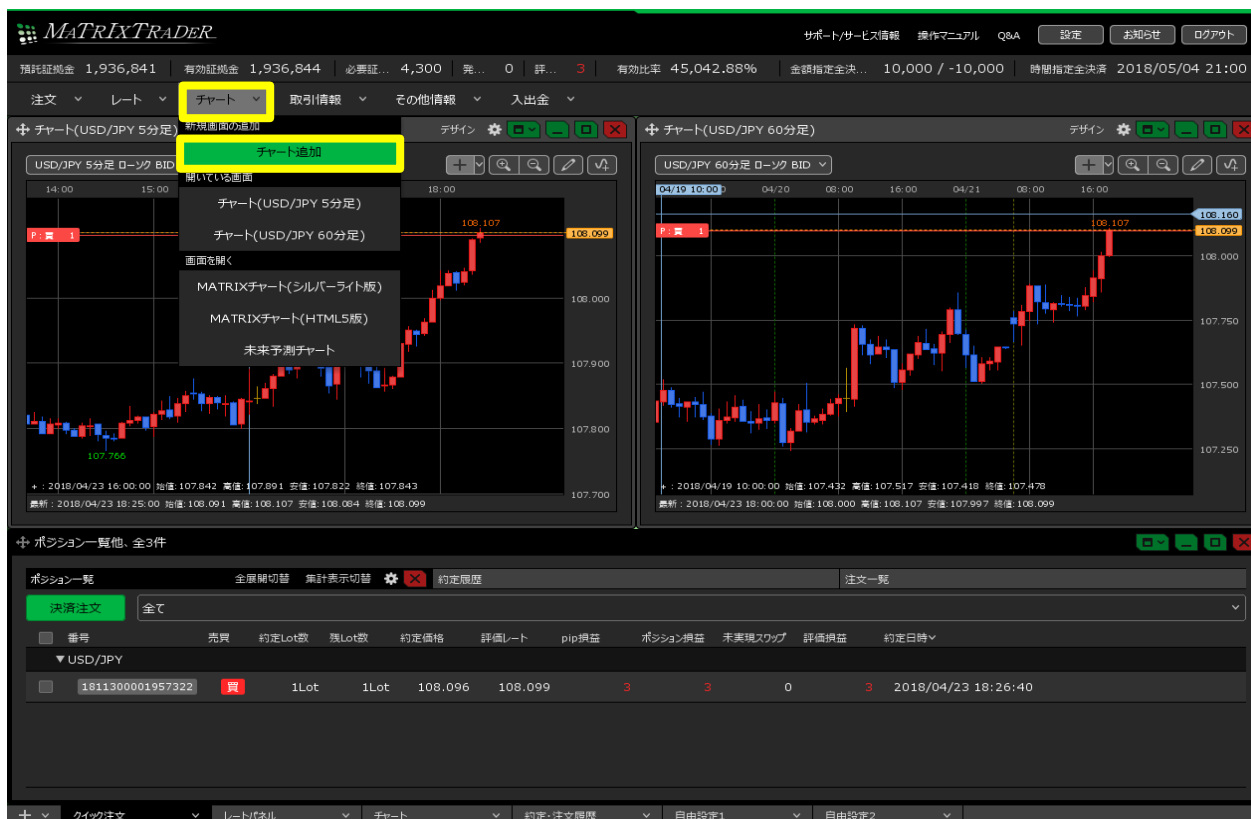 MATRIXTRADER
サポート/サービス情報 操作マニュアル Q&A 設定 お知らせ ログアウト
預託証拠金 1,936,841 有効証拠金 1,936,844 必要証... 4,300 発... 0 評... 3 有効比率 45,042.88% 金額指定全決... 10,000 / -10,000 時間指定全決済 2018/05/04 21:00
注文 レート チャート 取引情報 その他情報 入出金
チャート(USD/JPY 5分足) デザイン
新規画面の追加
チャート追加
開いている画面
チャート(USD/JPY 5分足)
チャート(USD/JPY 60分足)
画面を開く
MATRIXチャート(シルバーライト版)
MATRIXチャート(HTML5版)
未来予測チャート
USD/JPY 5分足 ローソク BID
14:00 15:00 18:00
P:買 1
108.107
108.099
108.000
107.900
107.800
107.766
107.700
+ : 2018/04/23 16:00:00 始値:107.842 高値:107.891 安値:107.822 終値:107.843
最新 : 2018/04/23 18:25:00 始値:108.091 高値:108.107 安値:108.084 終値:108.099
チャート(USD/JPY 60分足) デザイン
USD/JPY 60分足 ローソク BID
04/19 10:00 04/20 08:00 16:00 04/21 08:00 16:00
108.160
P:買 1
108.107
108.099
108.000
107.750
107.500
107.250
+ : 2018/04/19 10:00:00 始値:107.432 高値:107.517 安値:107.418 終値:107.478
最新 : 2018/04/23 18:00:00 始値:108.000 高値:108.107 安値:107.997 終値:108.099
ポジション一覧他、全3件
ポジション一覧 全展開切替 集計表示切替 約定履歴 注文一覧
決済注文 全て
番号 売買 約定Lot数 残Lot数 約定価格 評価レート pip損益 ポジション損益 未実現スワップ 評価損益 約定日時
▼USD/JPY
1811300001957322 買 1Lot 1Lot 108.096 108.099 3 3 0 3 2018/04/23 18:26:40
+ クイック注文 レートパネル チャート 約定・注文履歴 自由設定1 自由設定2